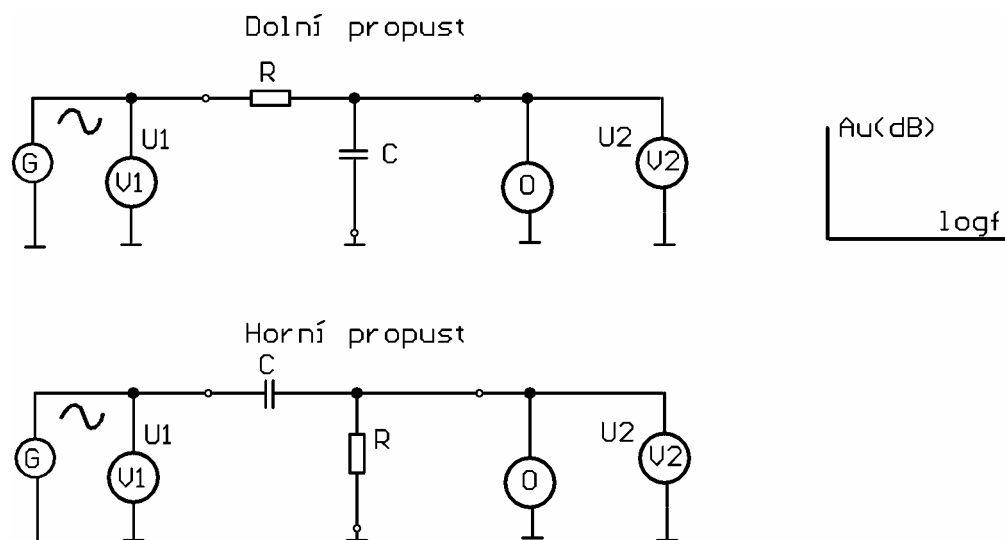 Dolní propust
R
U1
C
U2
G
V1
O
V2
Au(dB)
logf
Horní propust
C
U1
R
U2
G
V1
O
V2